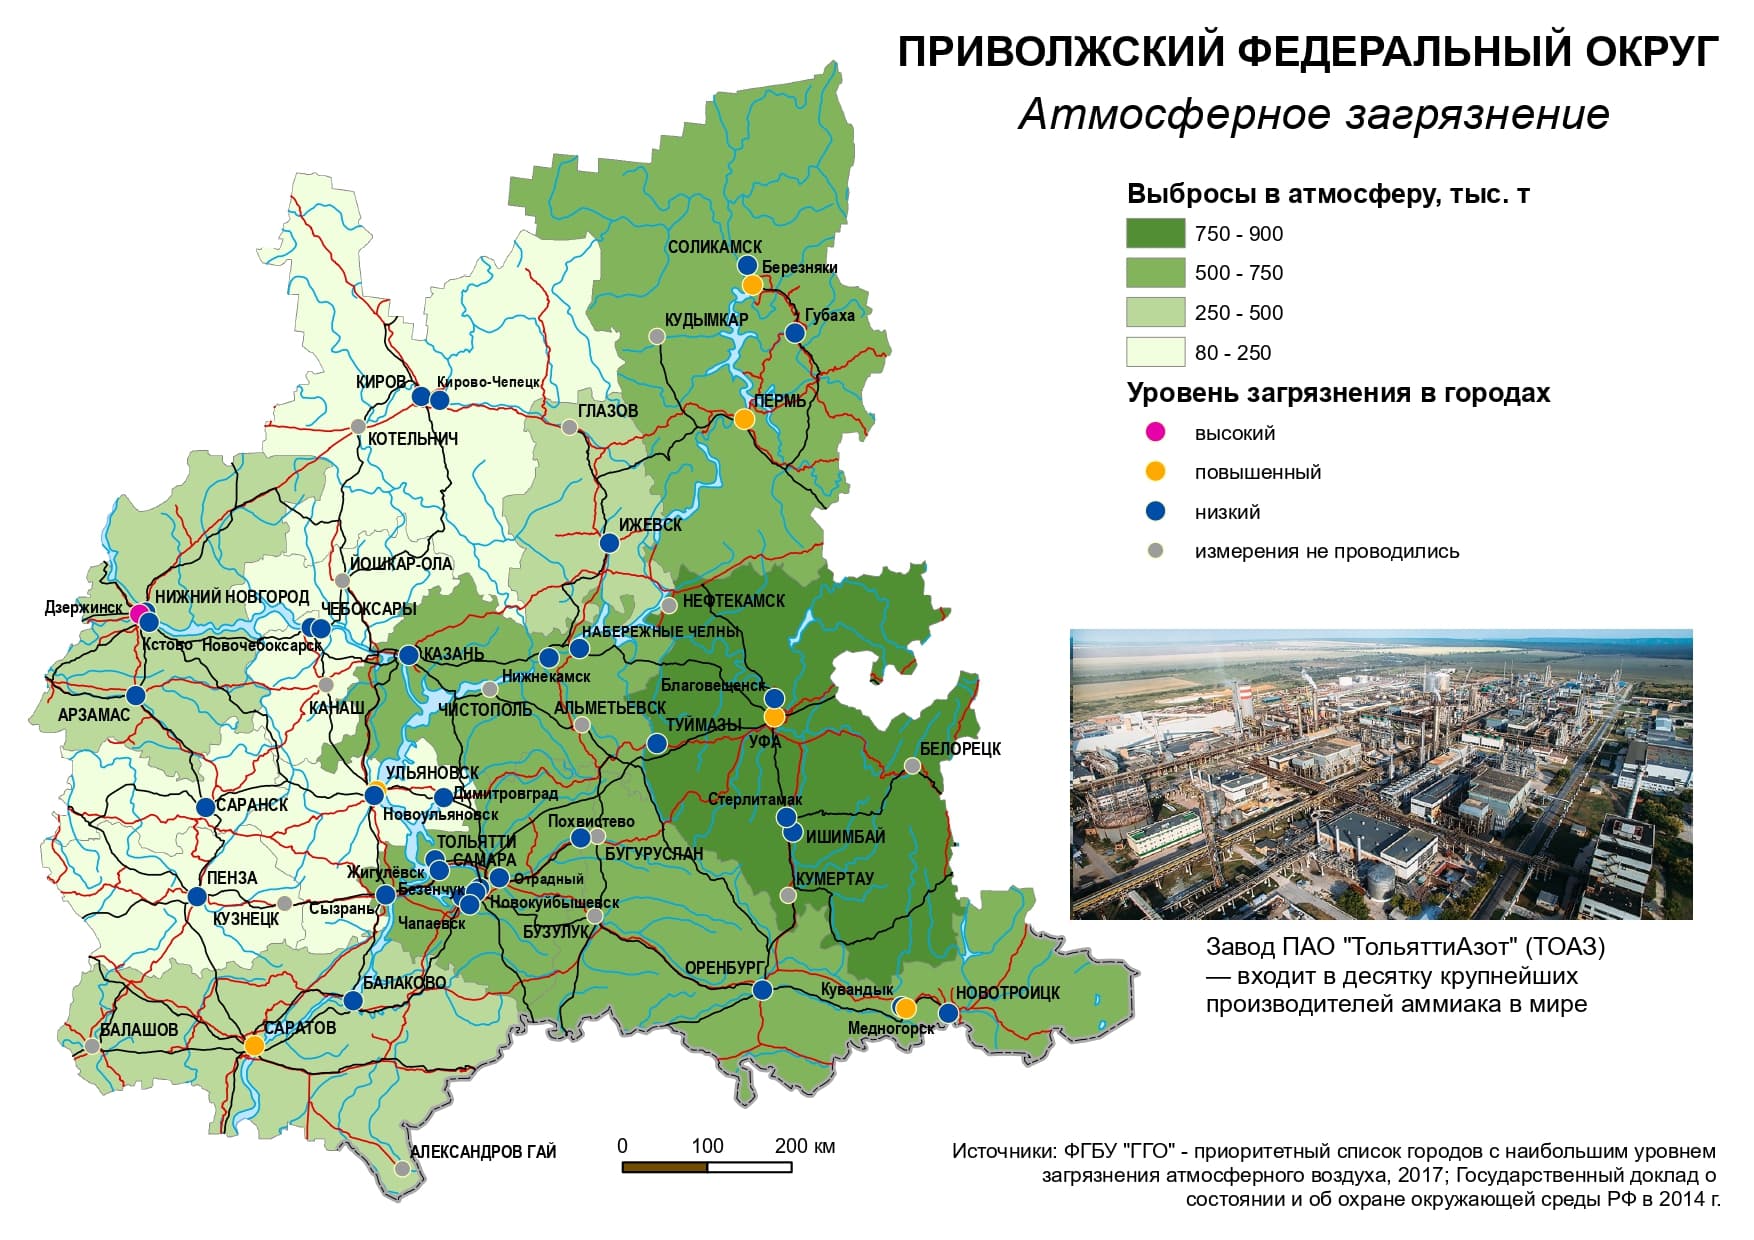 ПРИВОЛЖСКИЙ ФЕДЕРАЛЬНЫЙ ОКРУГ
Атмосферное загрязнение
Выбросы в атмосферу, тыс. т
750 - 900
500 - 750
250 - 500
80 - 250
Уровень загрязнения в городах
высокий
повышенный
низкий
измерения не проводились
СОЛИКАМСК
Березняки
Губаха
КУДЫМКАР
КИРОВ
Кирово-Чепецк
ПЕРМЬ
ГЛАЗОВ
КОТЕЛЬНИЧ
ИЖЕВСК
ЙОШКАР-ОЛА
НИЖНИЙ НОВГОРОД
Дзержинск
ЧЕБОКСАРЫ
НЕФТЕКАМСК
Кстово
Новочебоксарск
НАБЕРЕЖНЫЕ ЧЕЛНЫ
КАЗАНЬ
Нижнекамск
Благовещенск
АРЗАМАС
КАНАШ
ЧИСТОПОЛЬ
АЛЬМЕТЬЕВСК
ТУЙМАЗЫ
УФА
БЕЛОРЕЦК
УЛЬЯНОВСК
Димитровград
САРАНСК
Новоульяновск
Стерлитамак
Похвистево
ИШИМБАЙ
ТОЛЬЯТТИ
САМАРА
БУГУРУСЛАН
Жигулёвск
Отрадный
ПЕНЗА
Безенчук
КУМЕРТАУ
КУЗНЕЦК
Сызрань
Новокуйбышевск
Чапаевск
БУЗУЛУК
ОРЕНБУРГ
БАЛАКОВО
Кувандык
НОВОТРОИЦК
БАЛАШОВ
САРАТОВ
Медногорск
АЛЕКСАНДРОВ ГАЙ
Завод ПАО "ТольяттиАзот" (ТОАЗ)
— входит в десятку крупнейших
производителей аммиака в мире
0 100 200 км
Источники: ФГБУ "ГГО" - приоритетный список городов с наибольшим уровнем
загрязнения атмосферного воздуха, 2017; Государственный доклад о
состоянии и об охране окружающей среды РФ в 2014 г.